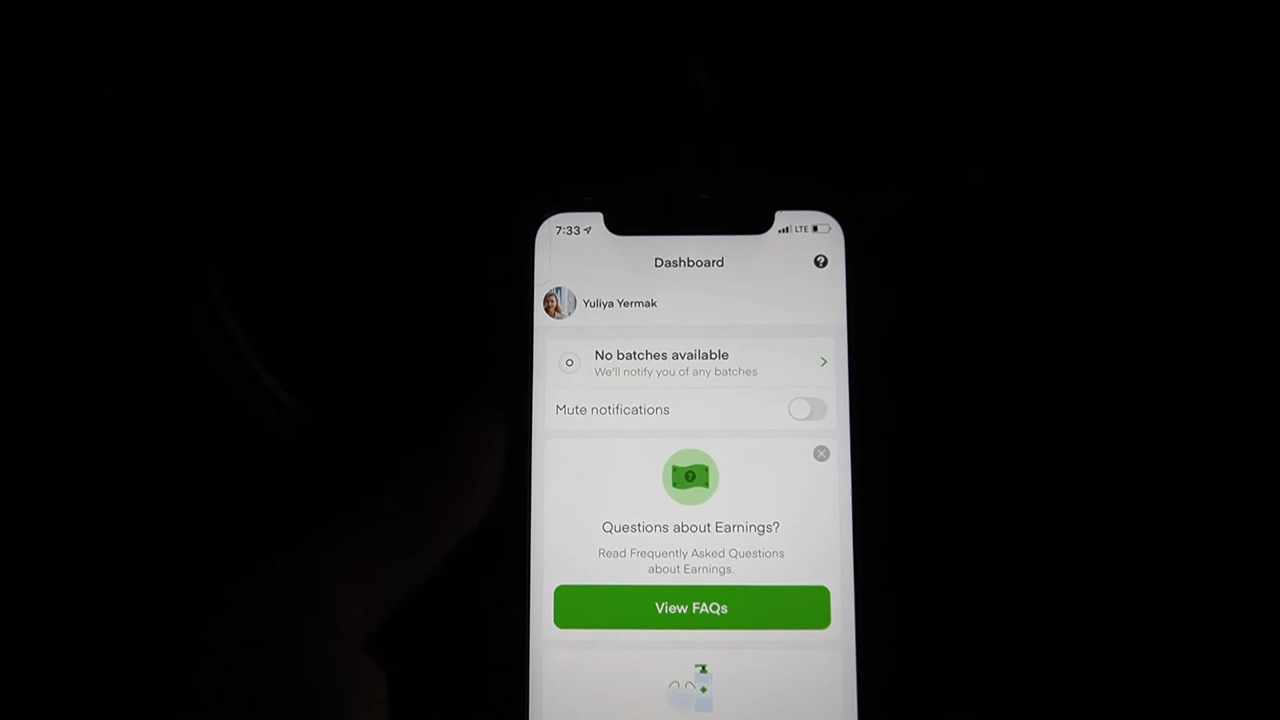 7:33
LTE
Dashboard
?
Yuliya Yermak
No batches available
We'll notify you of any batches
Mute notifications
?
Questions about Earnings?
Read Frequently Asked Questions
about Earnings.
View FAQs